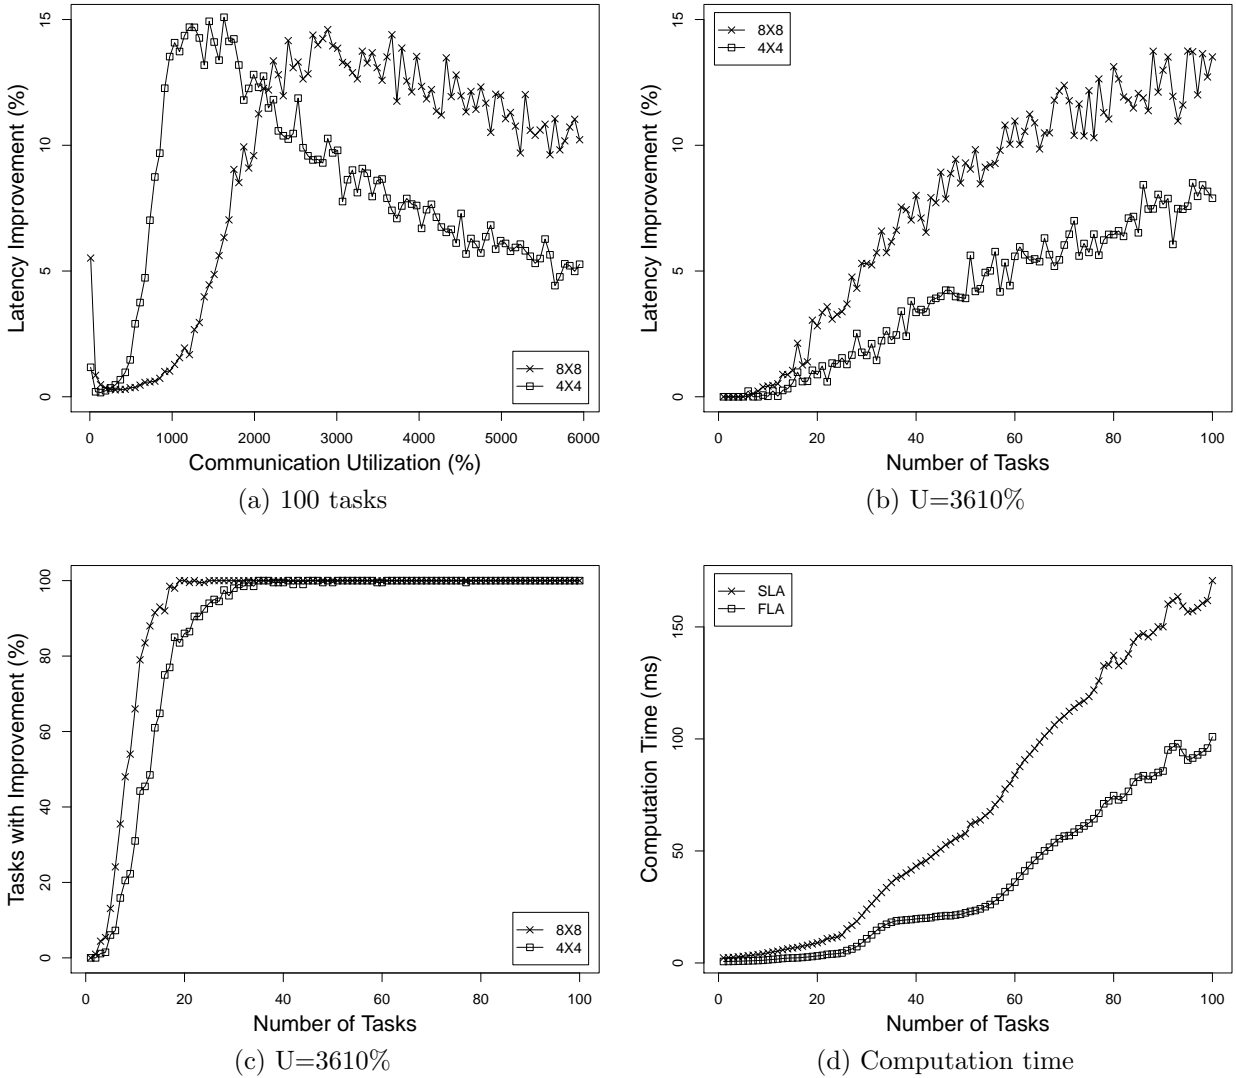 15
10
5
0
Latency Improvement (%)
8X8
4X4
0
1000
2000
3000
4000
5000
6000
Communication Utilization (%)
(a) 100 tasks
15
10
5
0
Latency Improvement (%)
8X8
4X4
20
40
60
80
100
0
Number of Tasks
(b) U=3610%
100
80
60
40
20
0
Tasks with Improvement (%)
8X8
4X4
0
20
40
60
80
100
Number of Tasks
(c) U=3610%
150
100
50
0
Computation Time (ms)
SLA
FLA
0
20
40
60
80
100
Number of Tasks
(d) Computation time